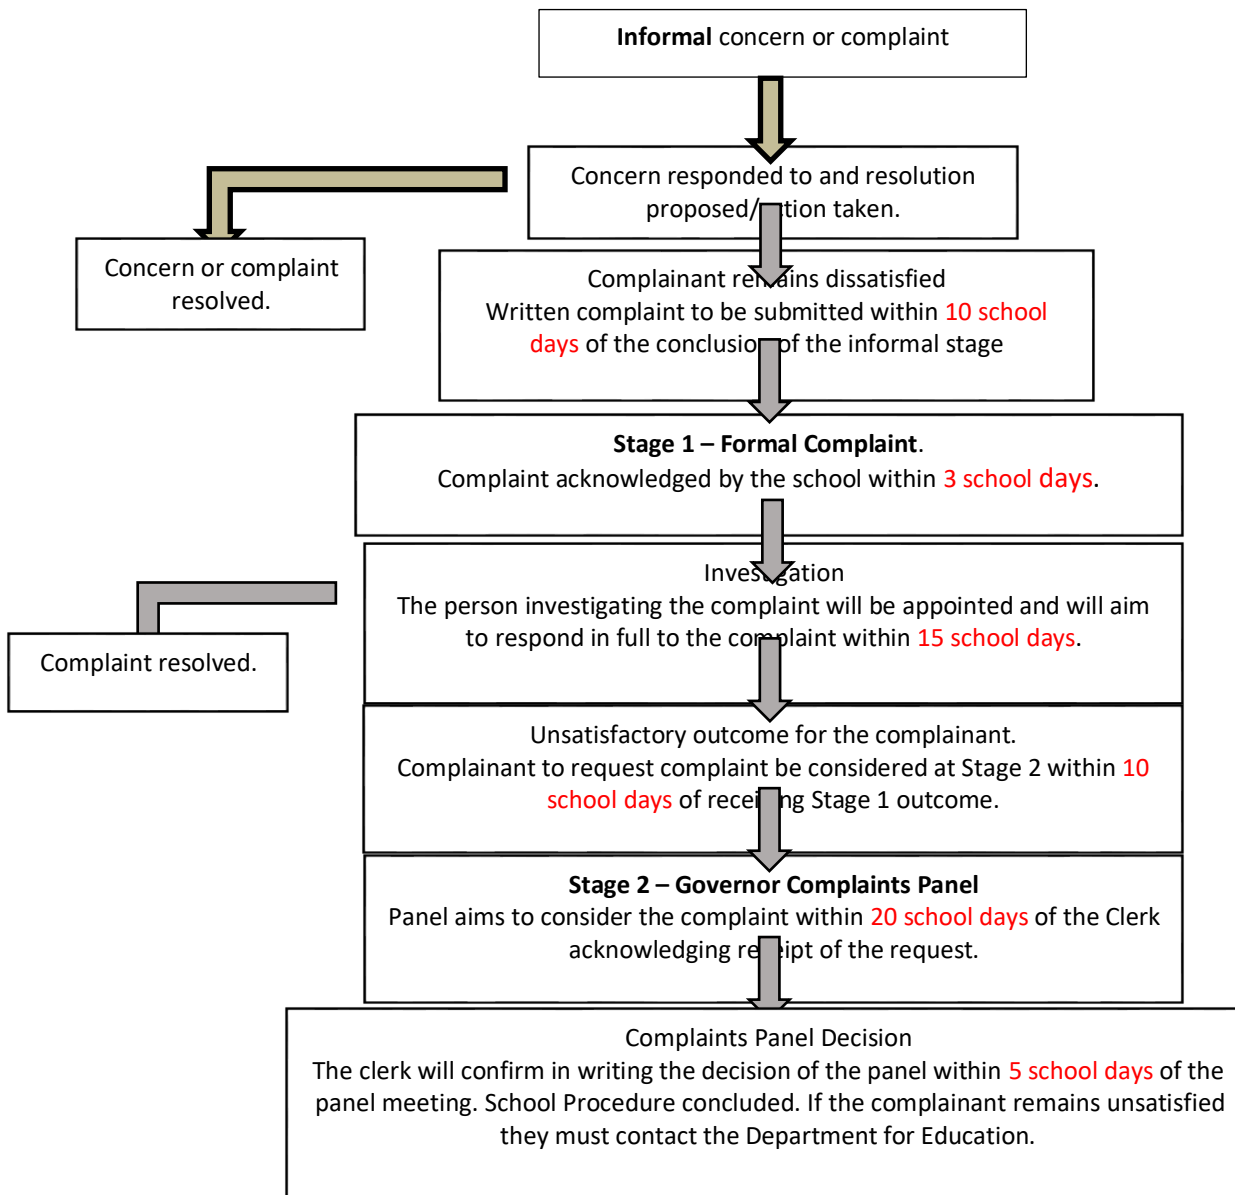 Informal concern or complaint
Concern responded to and resolution
proposed/action taken.
Concern or complaint
resolved.
Complainant remains dissatisfied
Written complaint to be submitted within 10 school
days of the conclusion of the informal stage
Stage 1 – Formal Complaint.
Complaint acknowledged by the school within 3 school days.
Investigation
The person investigating the complaint will be appointed and will aim
to respond in full to the complaint within 15 school days.
Complaint resolved.
Unsatisfactory outcome for the complainant.
Complainant to request complaint be considered at Stage 2 within 10
school days of receiving Stage 1 outcome.
Stage 2 – Governor Complaints Panel
Panel aims to consider the complaint within 20 school days of the Clerk
acknowledging receipt of the request.
Complaints Panel Decision
The clerk will confirm in writing the decision of the panel within 5 school days of the
panel meeting. School Procedure concluded. If the complainant remains unsatisfied
they must contact the Department for Education.